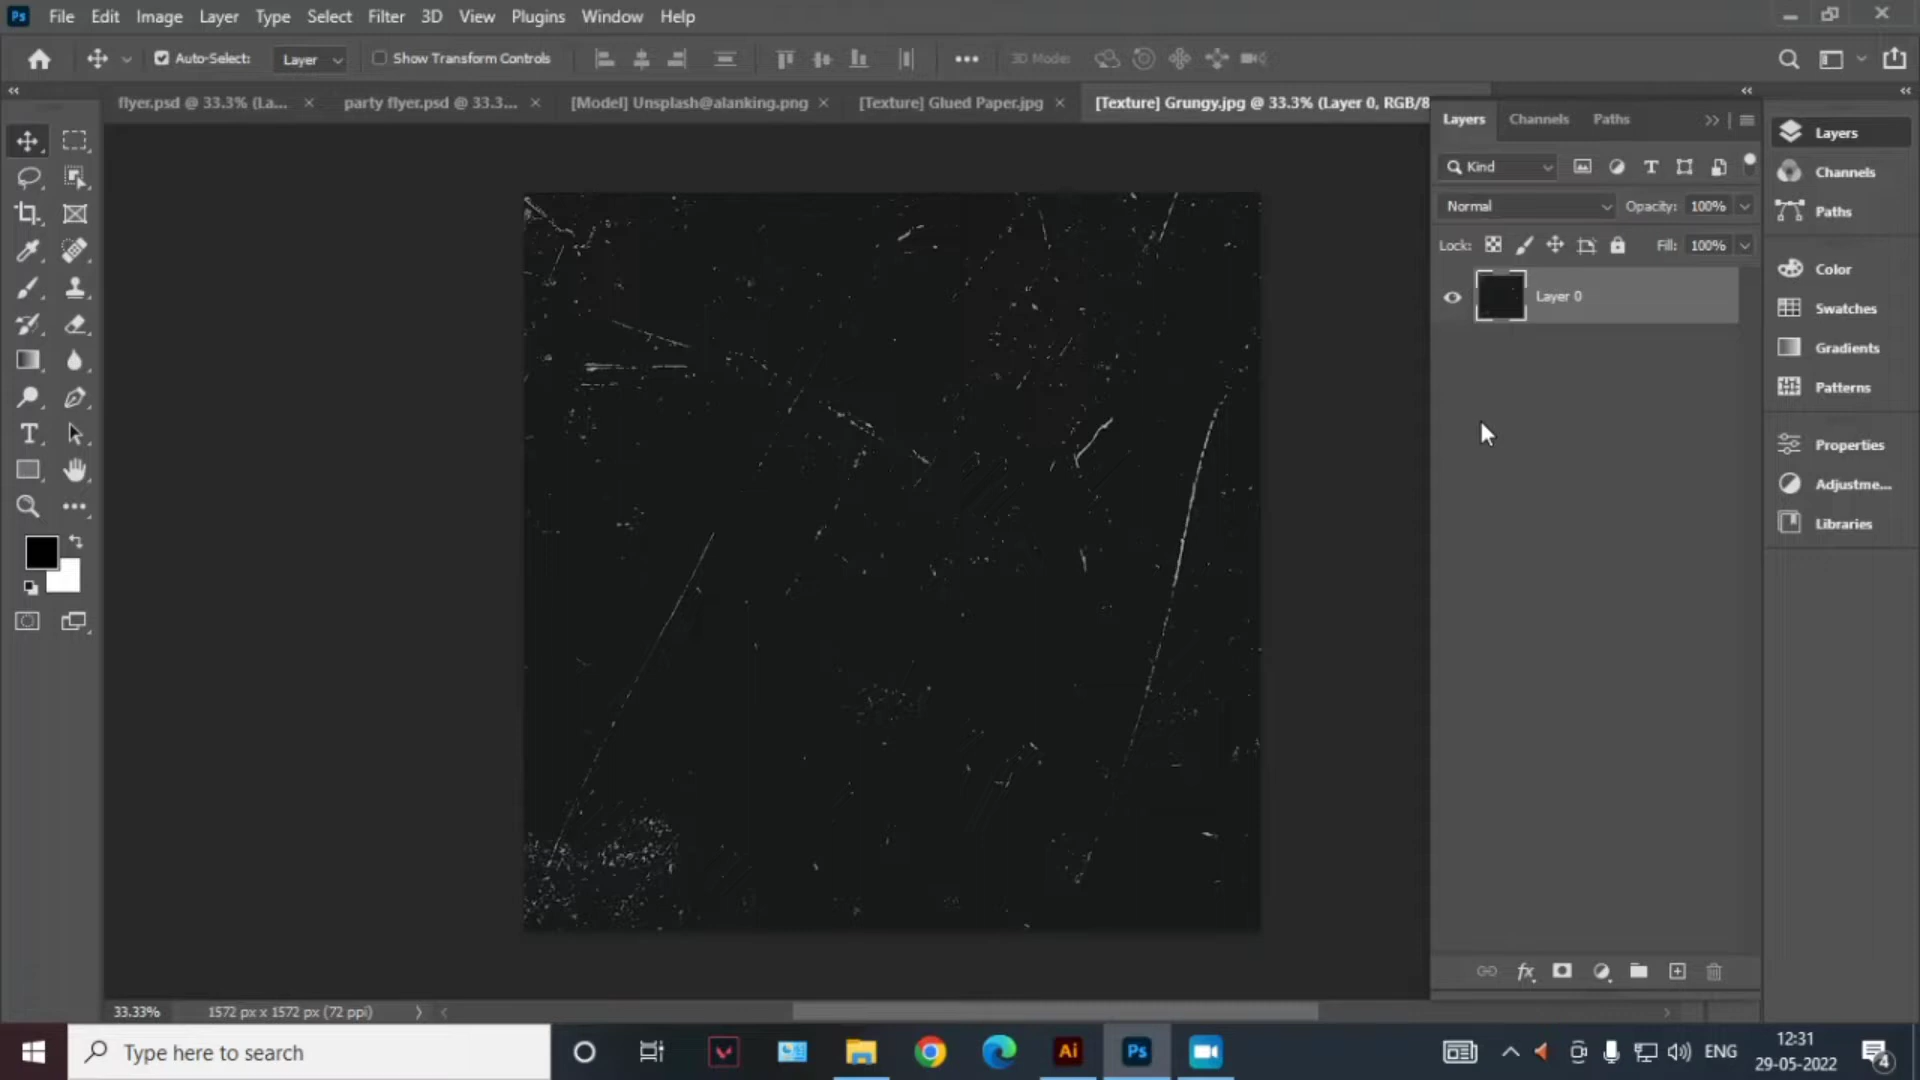 Ps File Edit Image Layer Type Select Filter 3D View Plugins Window Help
Auto-Select: Layer Show Transform Controls 3D Mode:
flyer.psd @ 33.3% (La... party flyer.psd @ 33.3... [Model] Unsplash@alanking.png [Texture] Glued Paper.jpg [Texture] Grungy.jpg @ 33.3% (Layer 0, RGB/8
Layers Channels Paths
Kind
Normal Opacity: 100%
Lock: Fill: 100%
Layer 0
Layers
Channels
Paths
Color
Swatches
Gradients
Patterns
Properties
Adjustme...
Libraries
33.33% 1572 px x 1572 px (72 ppi)
Type here to search
Ai Ps
ENG
12:31
29-05-2022
4